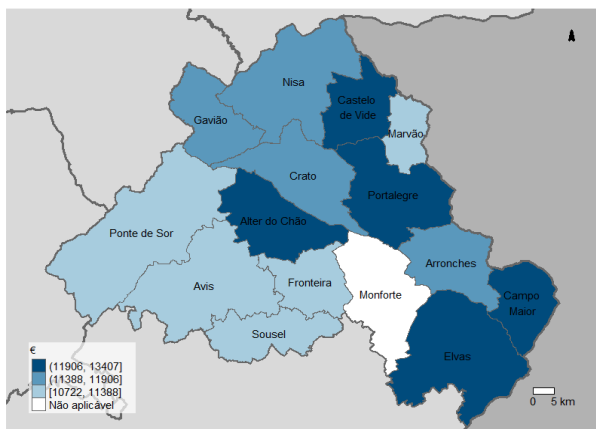 Nisa
Castelo
de Vide
Gavião
Marvão
Crato
Portalegre
Alter do Chão
Ponte de Sor
Arronches
Avis
Fronteira
Monforte
Campo
Maior
Sousel
Elvas
€
(11906, 13407]
(11388, 11906]
[10722, 11388]
Não aplicável
0 5 km